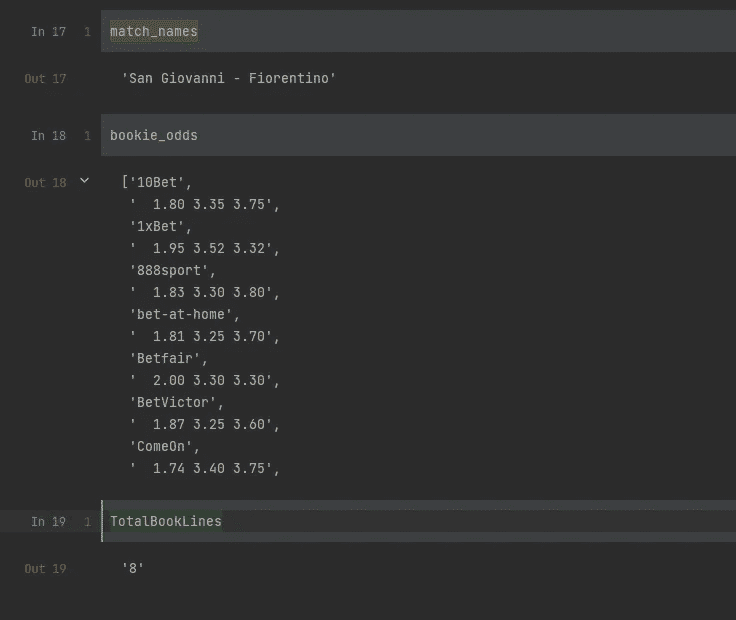 In 17 1 match_names
Out 17 'San Giovanni - Fiorentino'
In 18 1 bookie_odds
Out 18 ['10Bet',
'  1.80 3.35 3.75',
'1xBet',
'  1.95 3.52 3.32',
'888sport',
'  1.83 3.30 3.80',
'bet-at-home',
'  1.81 3.25 3.70',
'Betfair',
'  2.00 3.30 3.30',
'BetVictor',
'  1.87 3.25 3.60',
'ComeOn',
'  1.74 3.40 3.75',
In 19 1 TotalBookLines
Out 19 '8'